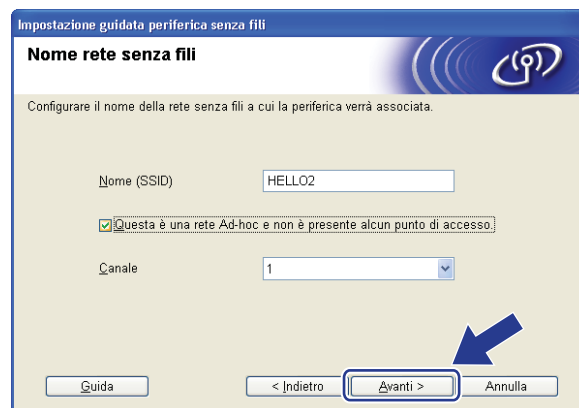 Impostazione guidata periferica senza fili
Nome rete senza fili
Configurare il nome della rete senza fili a cui la periferica verrà associata.
Nome (SSID) HELLO2
Questa è una rete Ad-hoc e non è presente alcun punto di accesso.
Canale 1
Guida < Indietro Avanti > Annulla